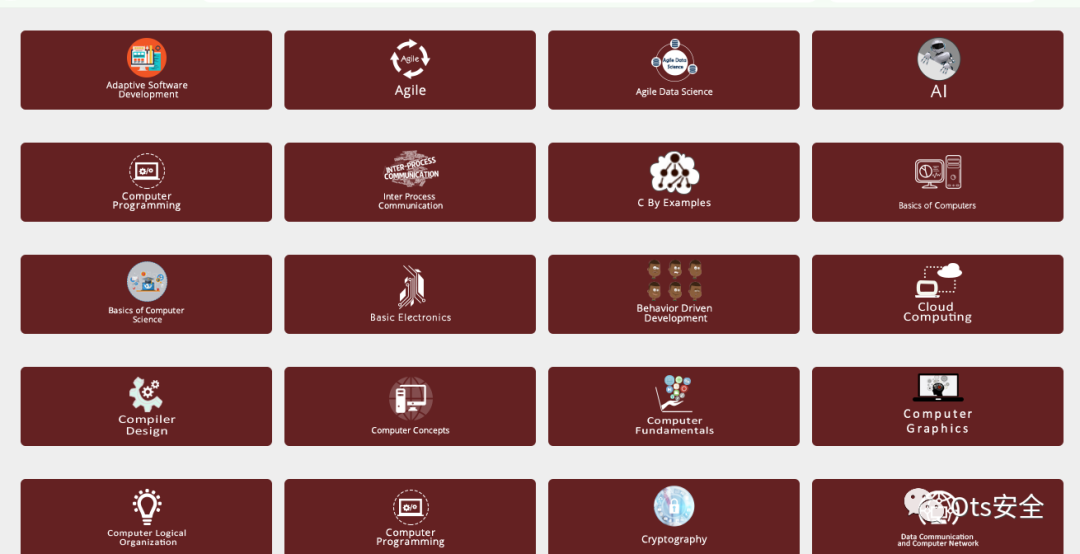 Adaptive Software
Development
Agile
Agile
Agile Data
Science
Agile Data Science
AI
Computer
Programming
INTER-PROCESS
COMMUNICATION
Inter Process
Communication
C By Examples
Basics of Computers
Basics of Computer
Science
Basic Electronics
Behavior Driven
Development
Cloud
Computing
Compiler
Design
Computer Concepts
Computer
Fundamentals
Computer
Graphics
Computer Logical
Organization
Computer
Programming
Cryptography
Ots安全
Data Communication
and Computer Network